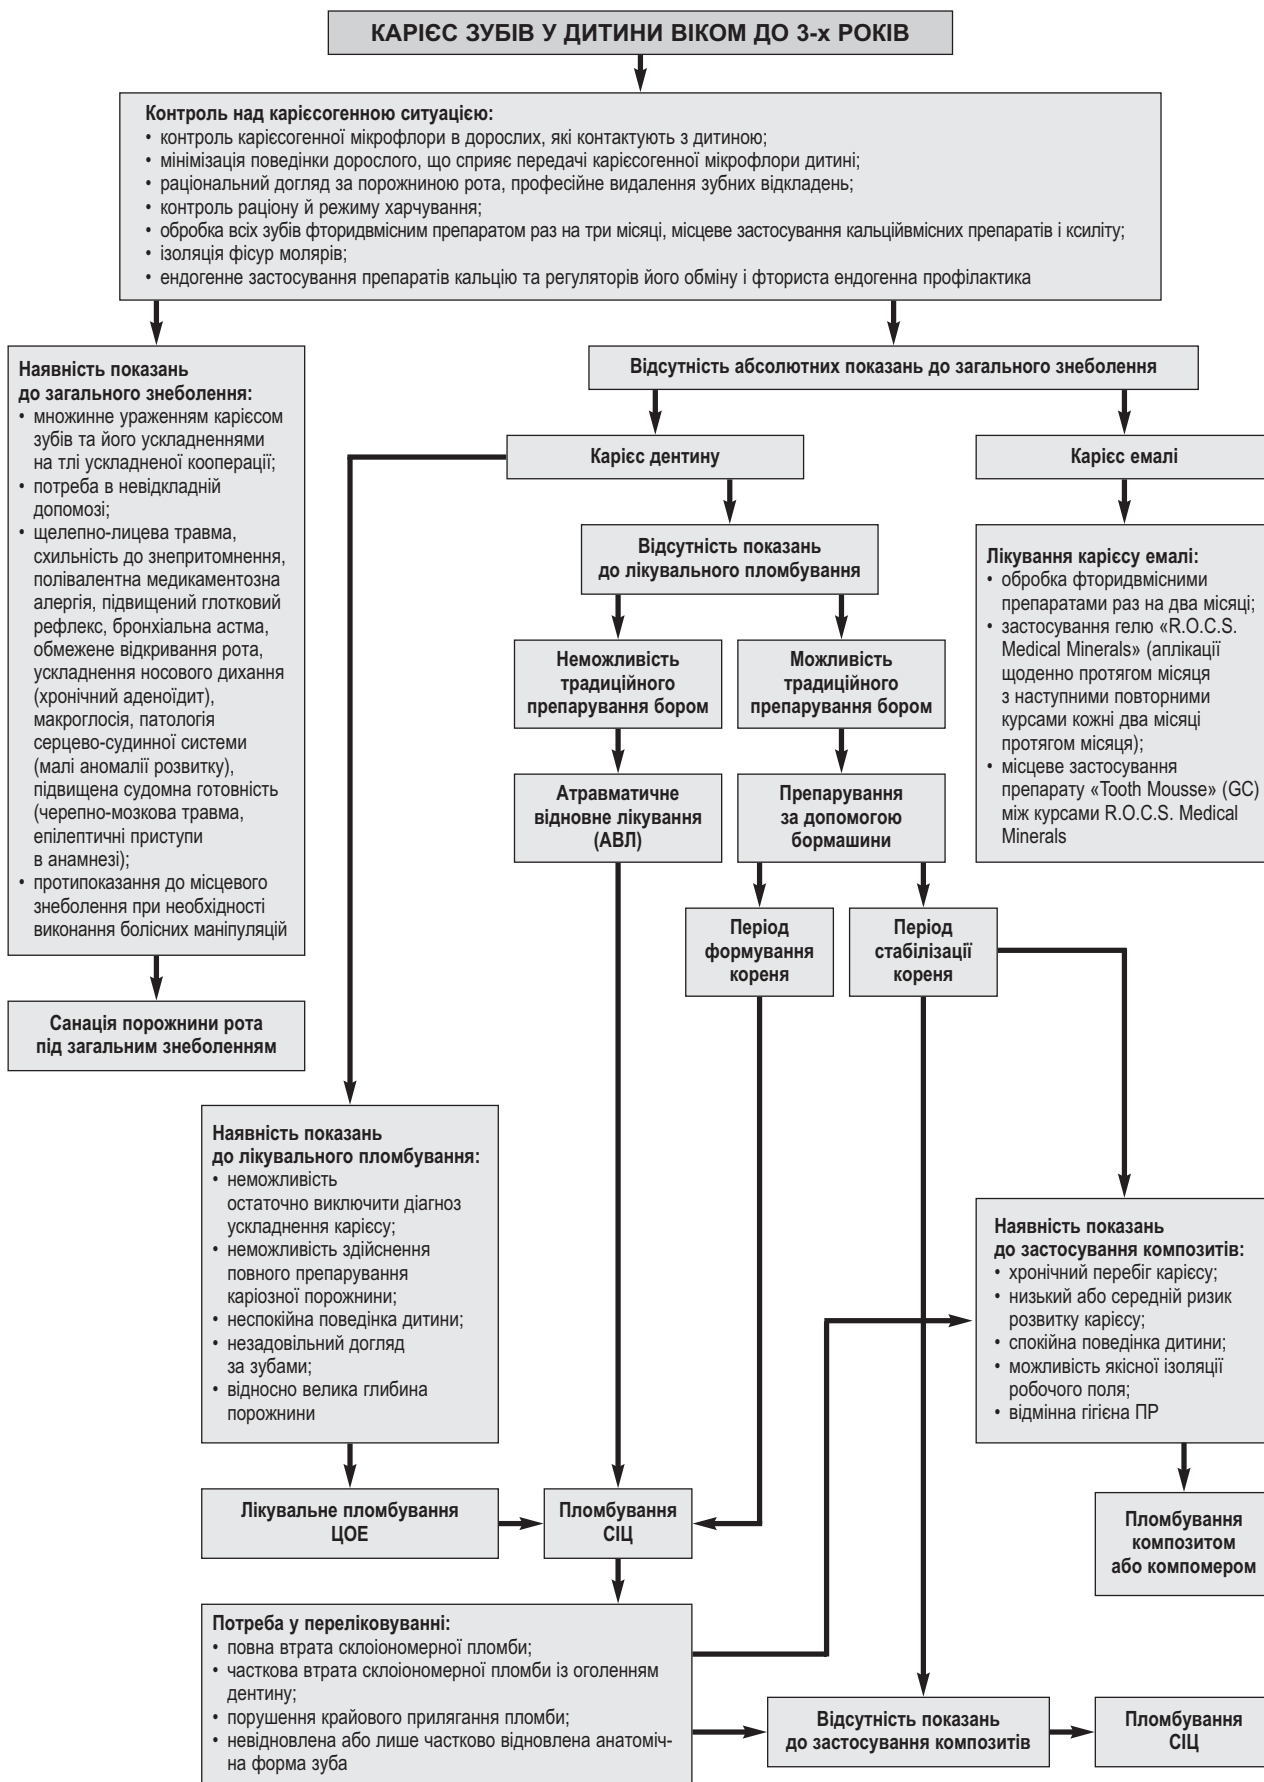 КАРІЄС ЗУБІВ У ДИТИНИ ВІКОМ ДО 3-х РОКІВ
Контроль над карієсогенною ситуацією:
• контроль карієссогенної мікрофлори в дорослих, які контактують з дитиною;
• мінімізація поведінки дорослого, що сприяє передачі карієссогенної мікрофлори дитині;
• раціональний догляд за порожниною рота, професійне видалення зубних відкладень;
• контроль раціону й режиму харчування;
• обробка всіх зубів фторидвмісним препаратом раз на три місяці, місцеве застосування кальційвмісних препаратів і ксиліту;
• ізоляція фісур молярів;
• ендогенне застосування препаратів кальцію та регуляторів його обміну і фториста ендогенна профілактика
Наявність показань
до загального знеболення:
• множинне ураженням карієсом
зубів та його ускладненнями
на тлі ускладненої кооперації;
• потреба в невідкладній
допомозі;
• щелепно-лицева травма,
схильність до знепритомнення,
полівалентна медикаментозна
алергія, підвищений глотковий
рефлекс, бронхіальна астма,
обмежене відкривання рота,
ускладнення носового дихання
(хронічний аденоїдит),
макроглосія, патологія
серцево-судинної системи
(малі аномалії розвитку),
підвищена судомна готовність
(черепно-мозкова травма,
епілептичні приступи
в анамнезі);
• протипоказання до місцевого
знеболення при необхідності
виконання болісних маніпуляцій
Санація порожнини рота
під загальним знеболенням
Відсутність абсолютних показань до загального знеболення
Карієс дентину
Карієс емалі
Відсутність показань
до лікувального пломбування
Лікування карієсу емалі:
• обробка фторидвмісними
препаратами раз на два місяці;
• застосування гелю «R.O.C.S.
Medical Minerals» (аплікації
щоденно протягом місяця
з наступними повторними
курсами кожні два місяці
протягом місяця);
• місцеве застосування
препарату «Tooth Mousse» (GC)
між курсами R.O.C.S. Medical
Minerals
Неможливість
традиційного
препарування бором
Можливість
традиційного
препарування бором
Атравматичне
відновне лікування
(АВЛ)
Препарування
за допомогою
бормашини
Період
формування
кореня
Період
стабілізації
кореня
Наявність показань
до лікувального пломбування:
• неможливість
остаточно виключити діагноз
ускладнення карієсу;
• неможливість здійснення
повного препарування
каріозної порожнини;
• неспокійна поведінка дитини;
• незадовільний догляд
за зубами;
• відносно велика глибина
порожнини
Наявність показань
до застосування композитів:
• хронічний перебіг карієсу;
• низький або середній ризик
розвитку карієсу;
• спокійна поведінка дитини;
• можливість якісної ізоляції
робочого поля;
• відмінна гігієна ПР
Лікувальне пломбування
ЦОЕ
Пломбування
СІЦ
Пломбування
композитом
або компомером
Потреба у переліковуванні:
• повна втрата склоіономерної пломби;
• часткова втрата склоіономерної пломби із оголенням
дентину;
• порушення крайового прилягання пломби;
• невідновлена або лише частково відновлена анатоміч-
на форма зуба
Відсутність показань
до застосування композитів
Пломбування
СІЦ